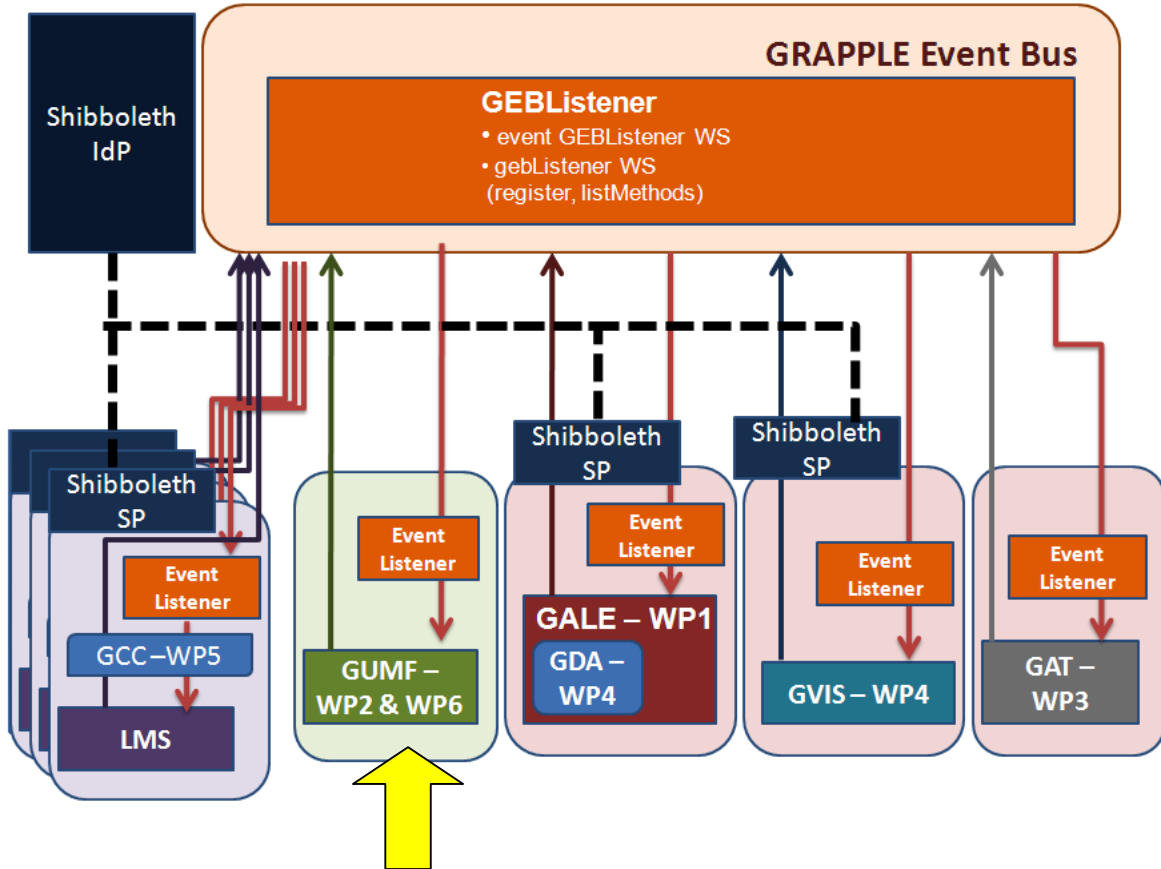 GRAPPLE Event Bus
Shibboleth
IdP
GEBListener
• event GEBListener WS
• gebListener WS
(register, listMethods)
Shibboleth
SP
Event
Listener
GCC –WP5
LMS
Event
Listener
GUMF –
WP2 & WP6
Shibboleth
SP
Event
Listener
GALE – WP1
GDA –
WP4
Shibboleth
SP
Event
Listener
GVIS – WP4
Event
Listener
GAT –
WP3